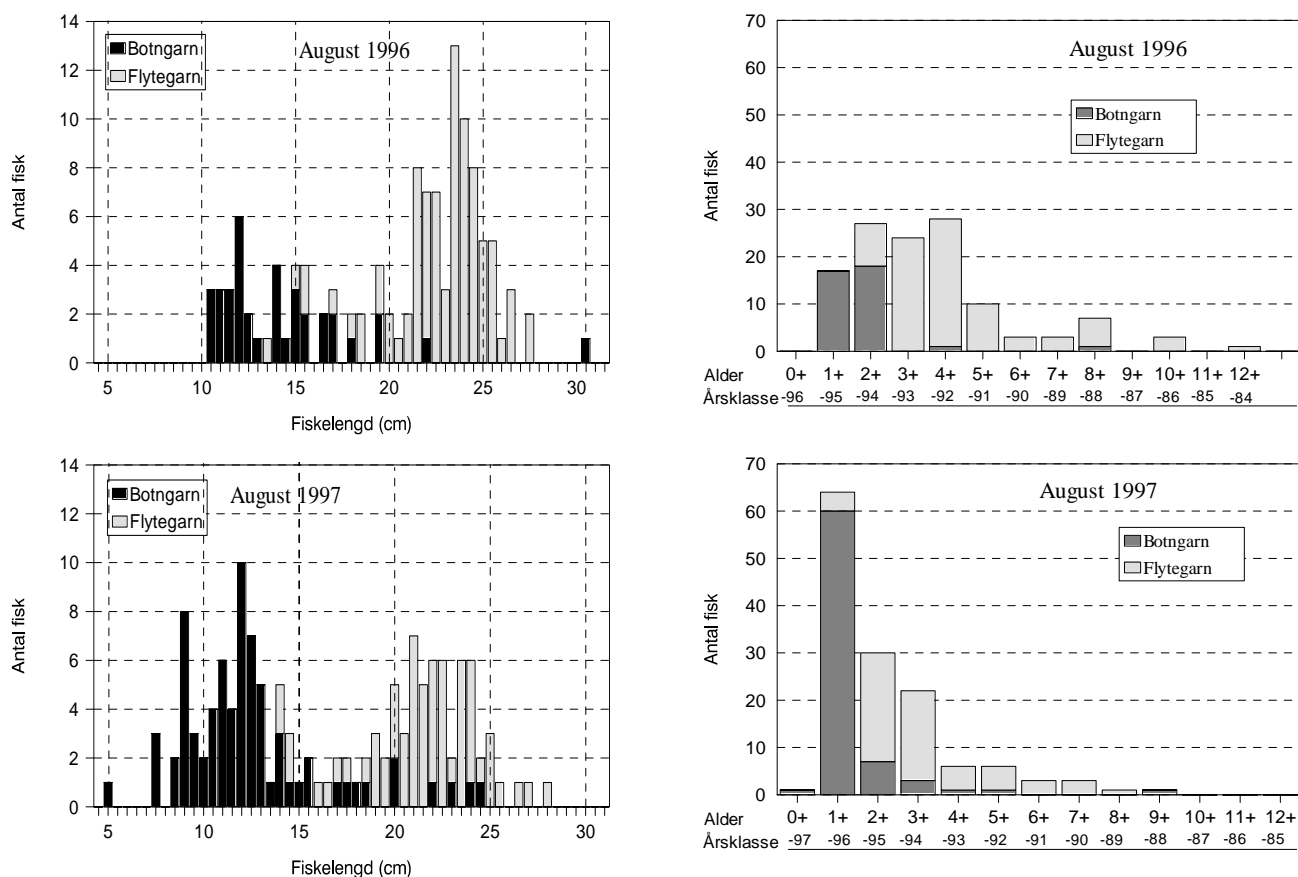 14
12
10
8
6
4
2
0
Antal fisk
Botngarn
Flytegarn
August 1996
5 10 15 20 25 30
Fiskelengd (cm)
70
60
50
40
30
20
10
0
Antal fisk
August 1996
Botngarn
Flytegarn
Alder 0+ 1+ 2+ 3+ 4+ 5+ 6+ 7+ 8+ 9+ 10+ 11+ 12+
Årsklasse -96 -95 -94 -93 -92 -91 -90 -89 -88 -87 -86 -85 -84
14
12
10
8
6
4
2
0
Antal fisk
Botngarn
Flytegarn
August 1997
5 10 15 20 25 30
Fiskelengd (cm)
70
60
50
40
30
20
10
0
Antal fisk
August 1997
Botngarn
Flytegarn
Alder 0+ 1+ 2+ 3+ 4+ 5+ 6+ 7+ 8+ 9+ 10+ 11+ 12+
Årsklasse -97 -96 -95 -94 -93 -92 -91 -90 -89 -88 -87 -86 -85